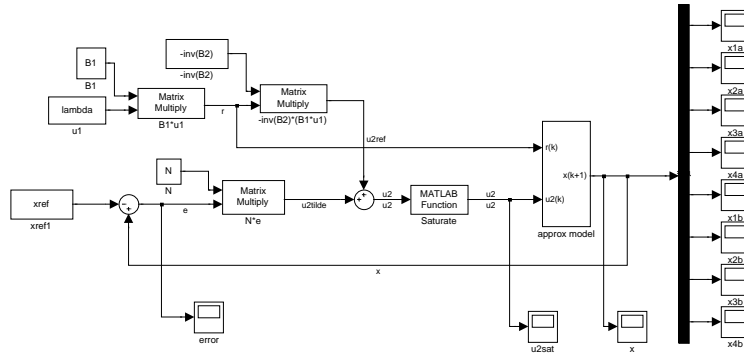 x1a
-inv(B2)
-inv(B2)
B1
B1
x2a
lambda
u1
Matrix
Multiply
B1*u1
r
Matrix
Multiply
-inv(B2)*(B1*u1)
x3a
u2ref
r(k)
x(k+1)
u2(k)
approx model
x4a
N
N
xref
xref1
e
Matrix
Multiply
N*e
u2tilde
u2
u2
MATLAB
Function
Saturate
u2
u2
x1b
x
x2b
x3b
error
u2sat
x
x4b